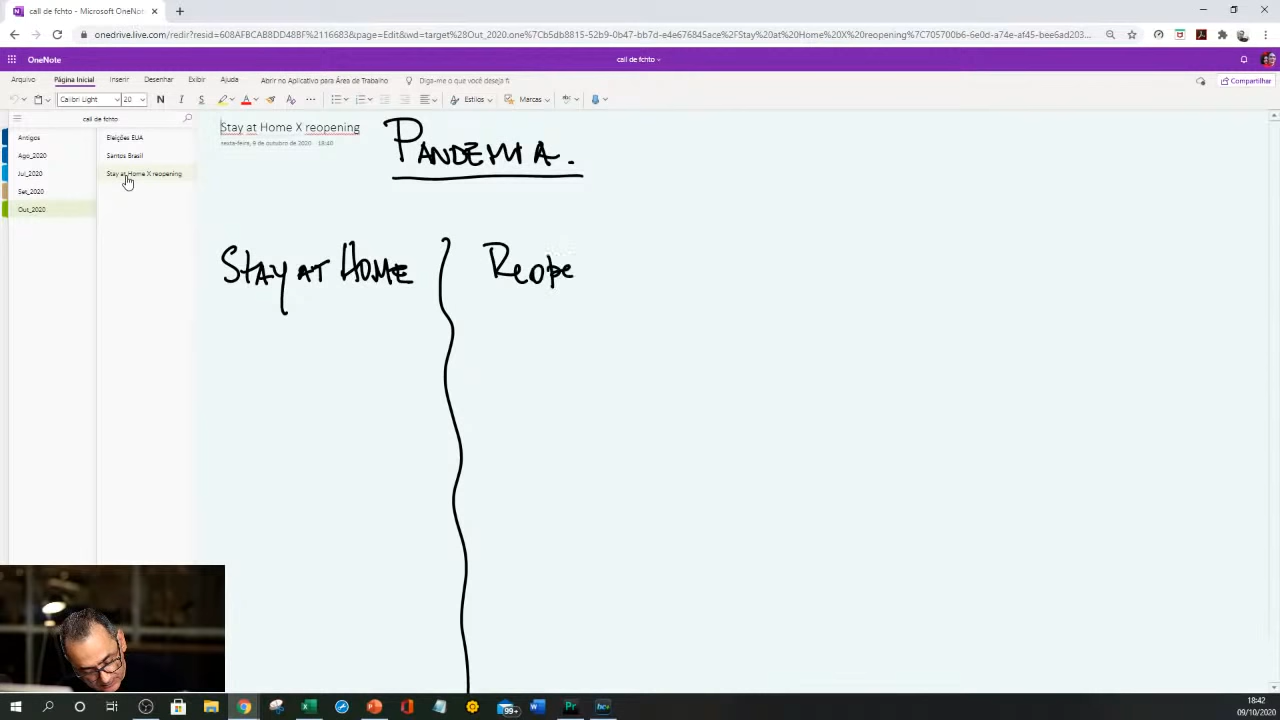 call de fchto
onedrive.live.com/redir?resid=608AFBCAB8DD48BF%2116683&page=Edit&wd=target%28Out_2020.one%7Cb5db8815-52b9-0b47-bb7d-e4e676845ace%2FStay%20at%20Home%20X%20reopening%7C705700b6-6e0d-a74e-af45-bee6ad203...
OneNote
call de fchto
Arquivo Página Inicial Inserir Desenhar Exibir Ajuda Abrir no Aplicativo para Área de Trabalho Diga-me o que você deseja f
Compartilhar
Calibri Light 20 N I S A Estilos Marcas
call de fchto
Antigos
Ago_2020
Jul_2020
Set_2020
Out_2020
Eleições EUA
Santos Brasil
Stay at Home X reopening
Stay at Home X reopening
sexta-feira, 9 de outubro de 2020 18:40
PANDEMIA.
STAY AT HOME
Reope
99+
Pr
bcv
18:42
09/10/2020